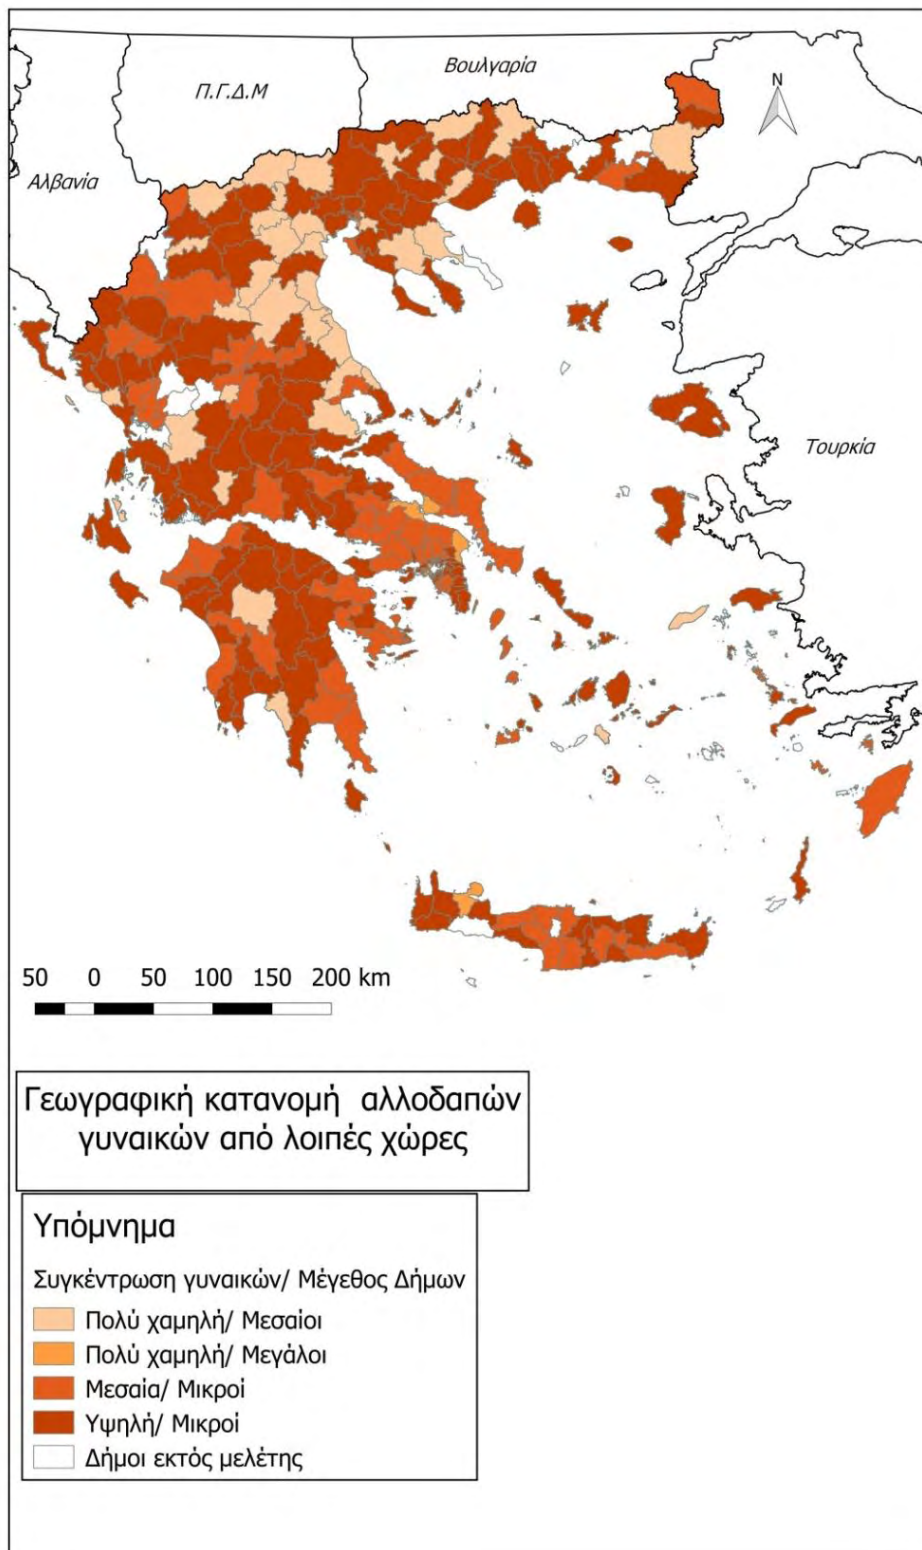 Βουλγαρία
Π.Γ.Δ.Μ
N
Αλβανία
Τουρκία
50 0 50 100 150 200 km
Γεωγραφική κατανομή αλλοδαπών
γυναικών από λοιπές χώρες
Υπόμνημα
Συγκέντρωση γυναικών/ Μέγεθος Δήμων
Πολύ χαμηλή/ Μεσαίοι
Πολύ χαμηλή/ Μεγάλοι
Μεσαία/ Μικροί
Υψηλή/ Μικροί
Δήμοι εκτός μελέτης